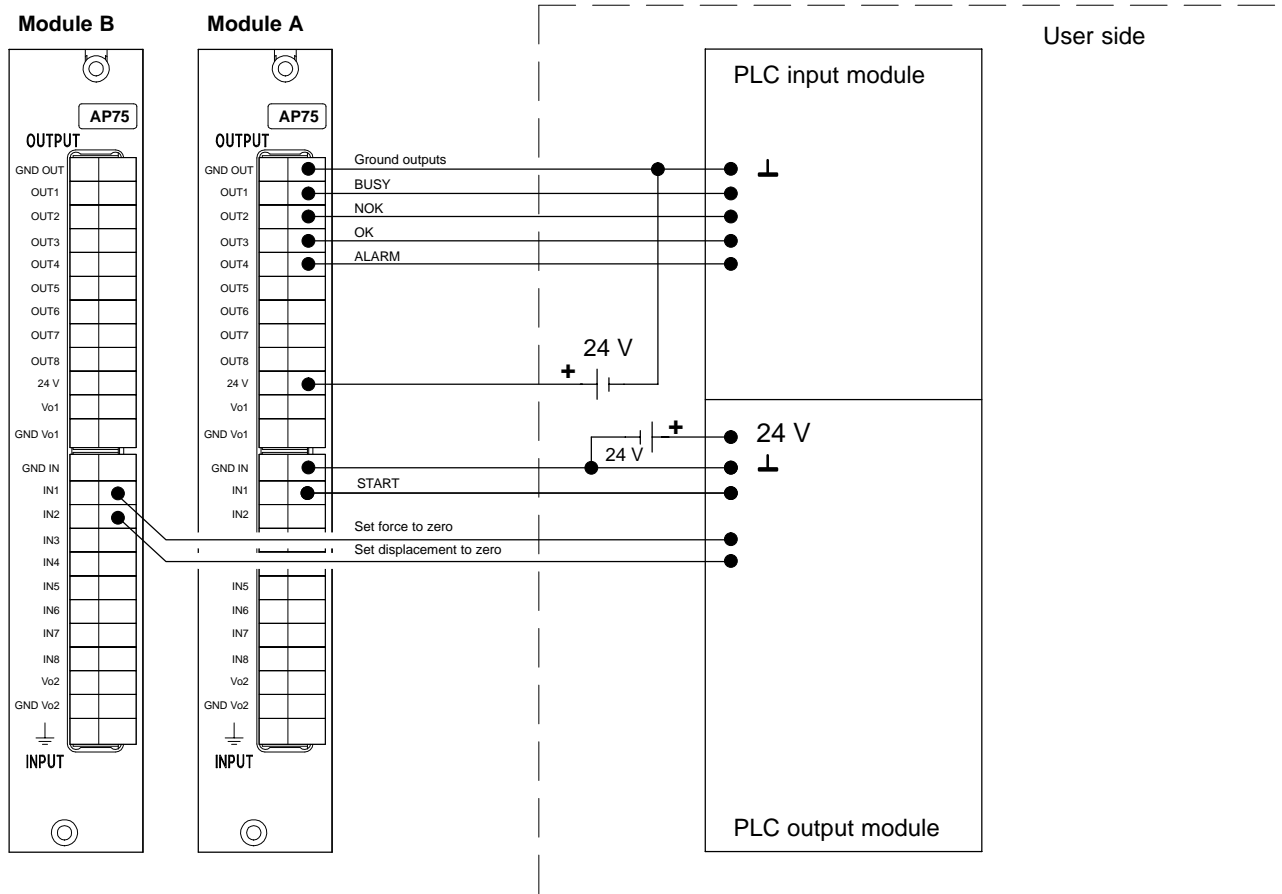 Module B
AP75
OUTPUT
GND OUT
OUT1
OUT2
OUT3
OUT4
OUT5
OUT6
OUT7
OUT8
24 V
Vo1
GND Vo1
GND IN
IN1
IN2
IN3
IN4
IN5
IN6
IN7
IN8
Vo2
GND Vo2
INPUT
Module A
AP75
OUTPUT
GND OUT
OUT1
OUT2
OUT3
OUT4
OUT5
OUT6
OUT7
OUT8
24 V
Vo1
GND Vo1
GND IN
IN1
IN2
IN5
IN6
IN7
IN8
Vo2
GND Vo2
INPUT
Ground outputs
BUSY
NOK
OK
ALARM
24 V
+
+
24 V
START
Set force to zero
Set displacement to zero
User side
PLC input module
24 V
PLC output module